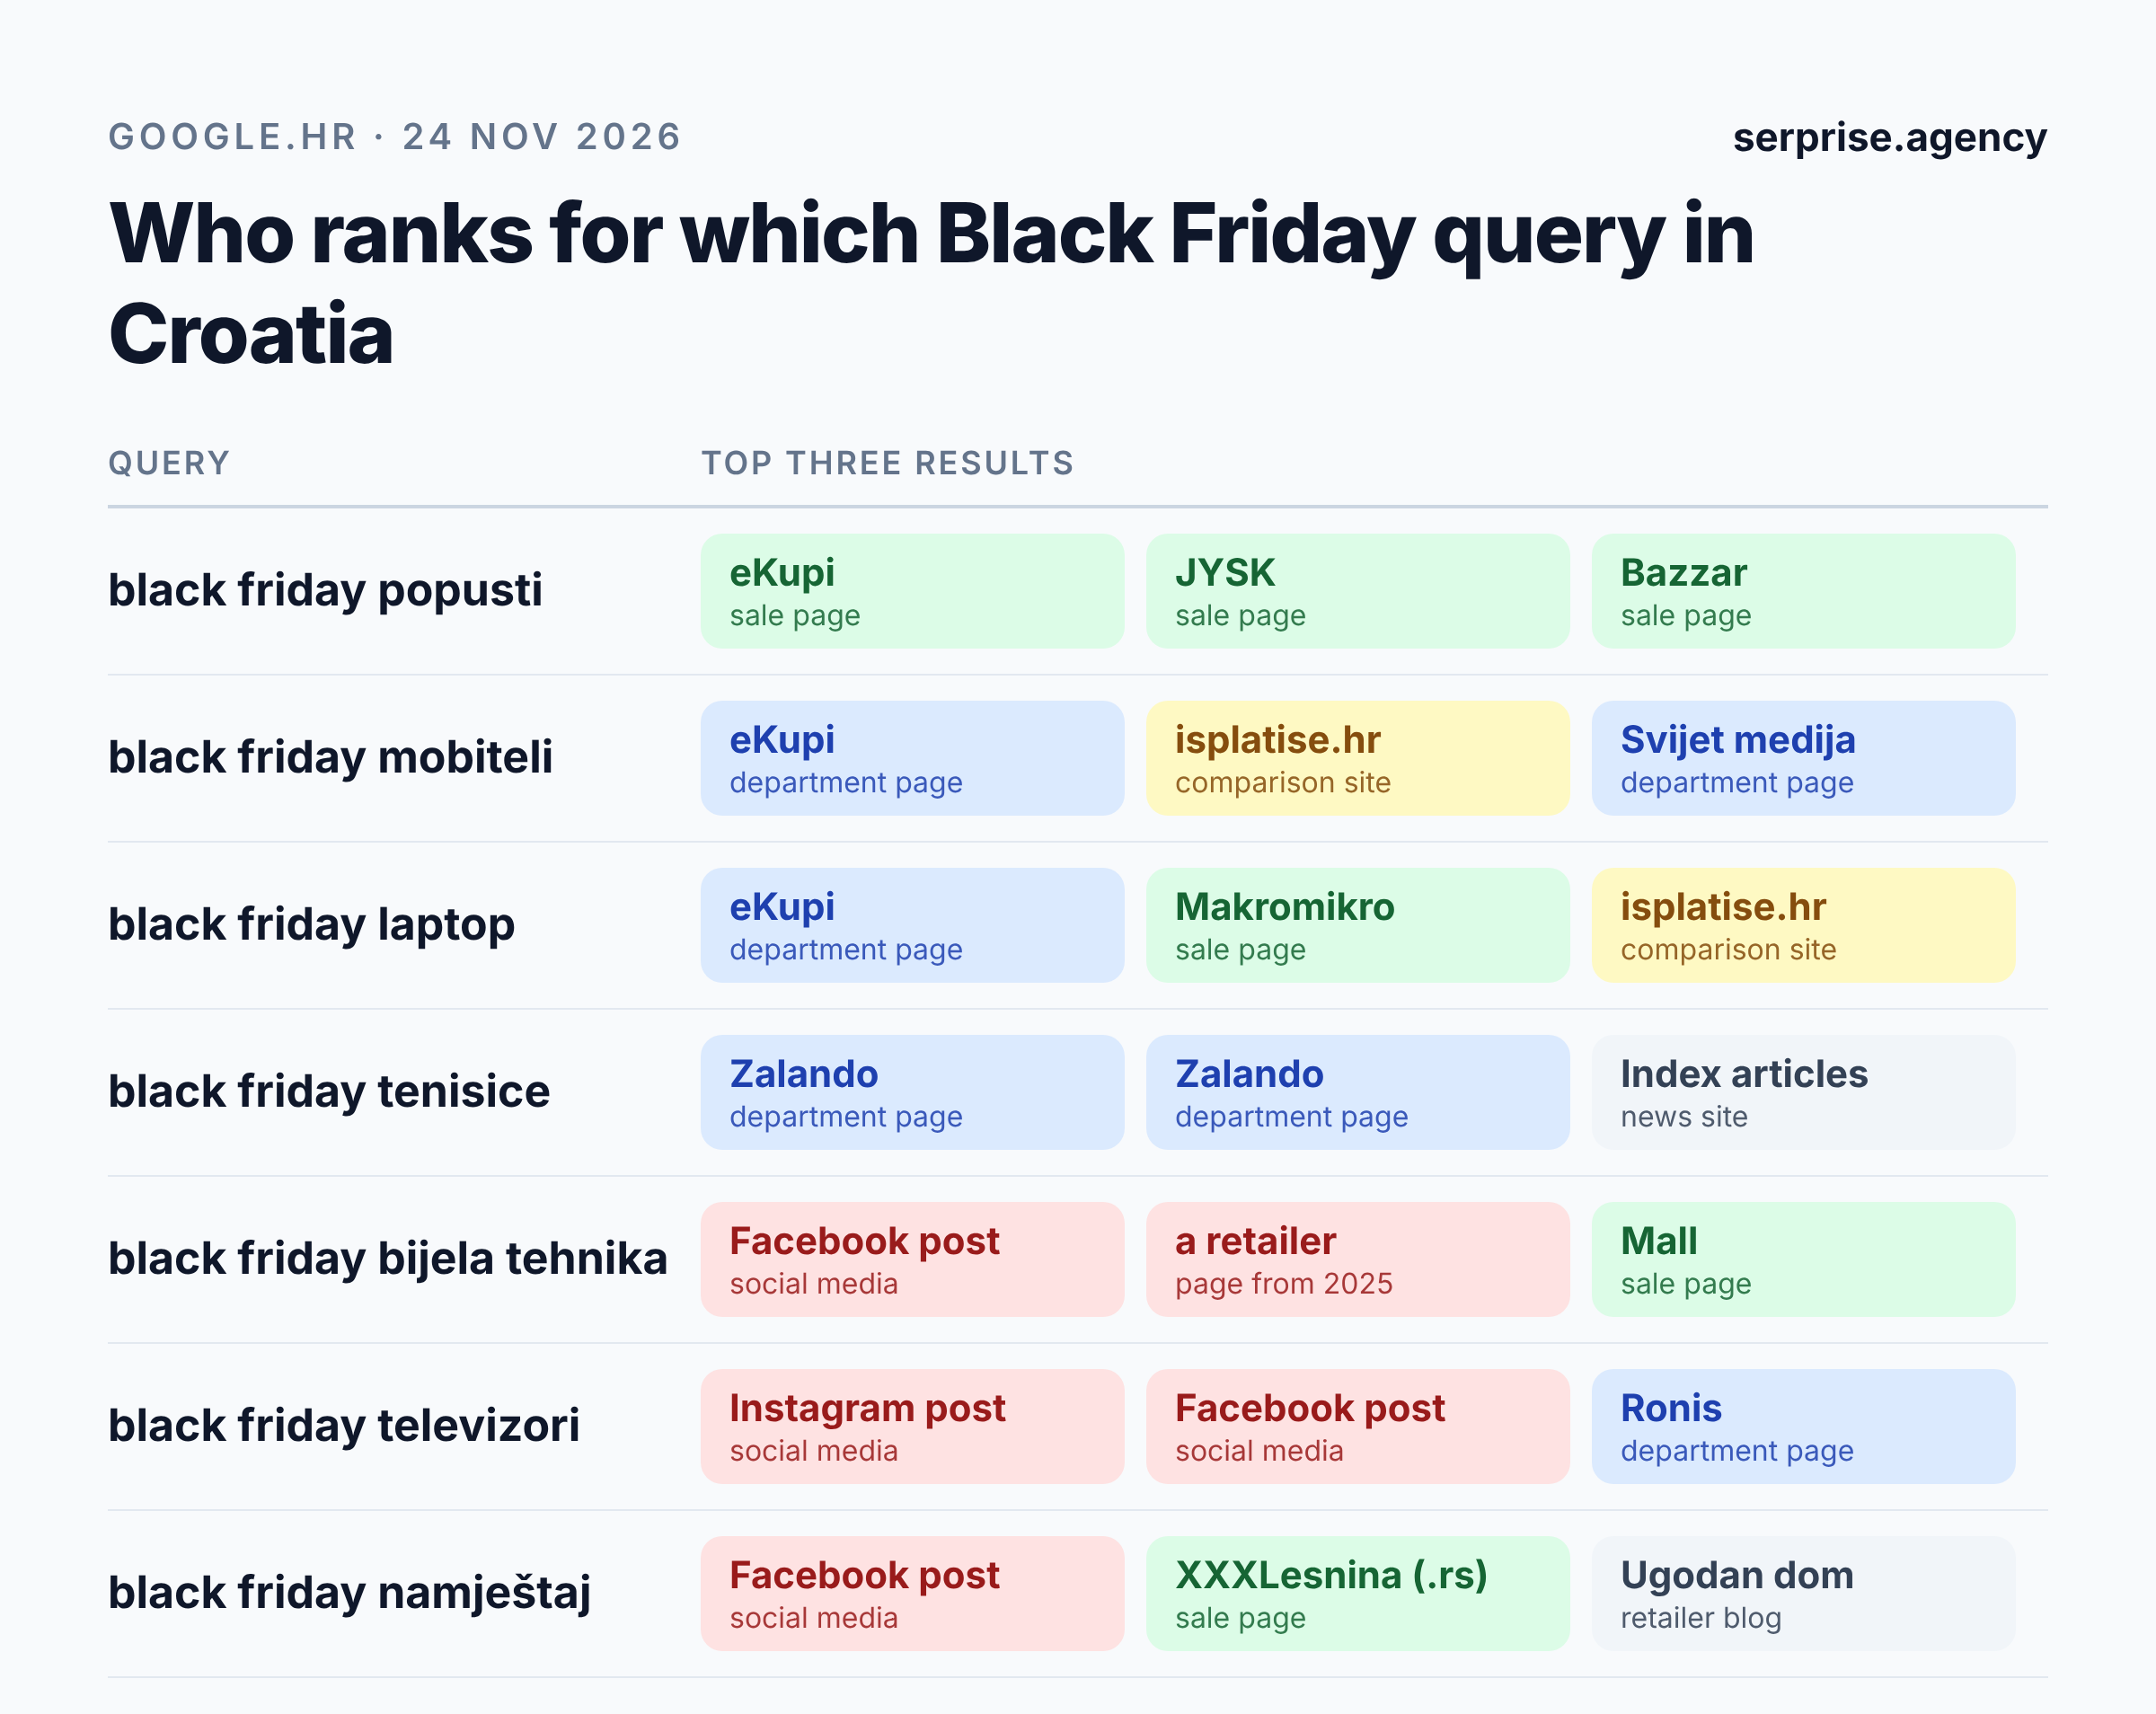 GOOGLE.HR · 24 NOV 2026
serprise.agency
Who ranks for which Black Friday query in
Croatia
QUERY
TOP THREE RESULTS
black friday popusti
eKupi
sale page
JYSK
sale page
Bazzar
sale page
black friday mobiteli
eKupi
department page
isplatise.hr
comparison site
Svijet medija
department page
black friday laptop
eKupi
department page
Makromikro
sale page
isplatise.hr
comparison site
black friday tenisice
Zalando
department page
Zalando
department page
Index articles
news site
black friday bijela tehnika
Facebook post
social media
a retailer
page from 2025
Mall
sale page
black friday televizori
Instagram post
social media
Facebook post
social media
Ronis
department page
black friday namještaj
Facebook post
social media
XXXLesnina (.rs)
sale page
Ugodan dom
retailer blog